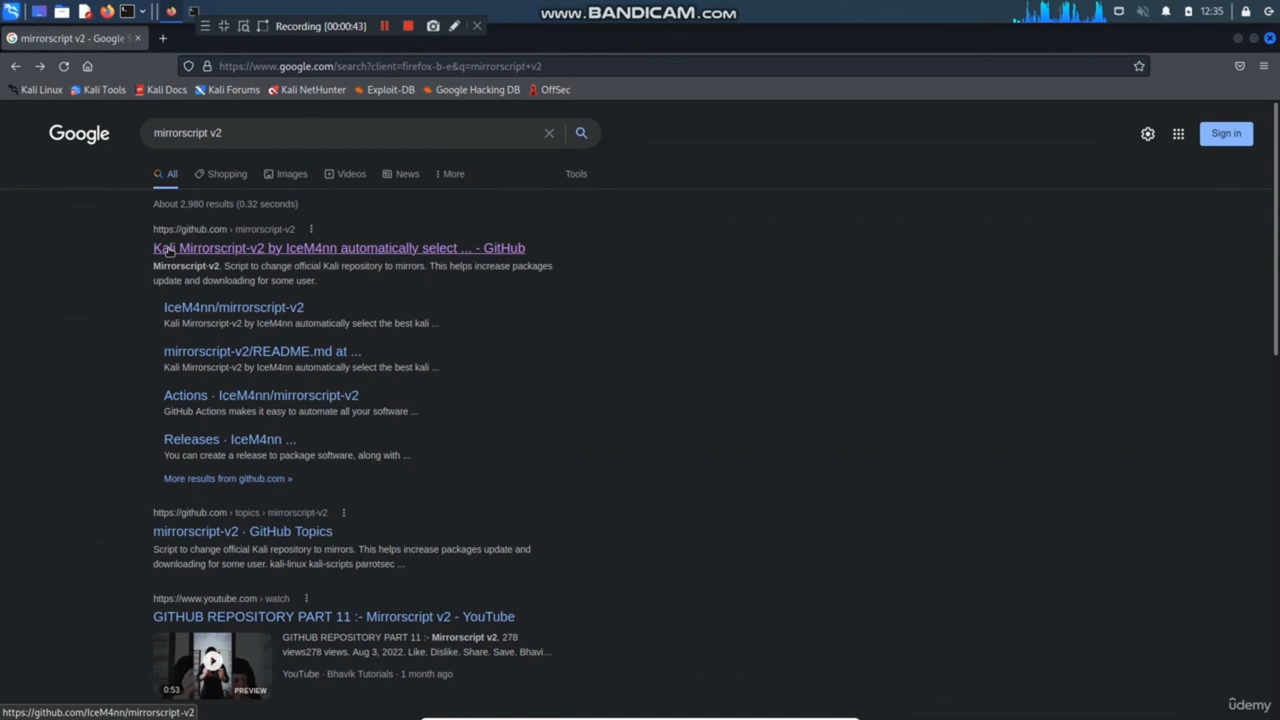 Recording [00:00:43]
www.BANDICAM.com
12:35
mirrorscript v2 - Google S
https://www.google.com/search?client=firefox-b-e&q=mirrorscript+v2
Kali Linux
Kali Tools
Kali Docs
Kali Forums
Kali NetHunter
Exploit-DB
Google Hacking DB
OffSec
Google
mirrorscript v2
Sign in
All
Shopping
Images
Videos
News
More
Tools
About 2,980 results (0.32 seconds)
https://github.com › mirrorscript-v2
Kali Mirrorscript-v2 by IceM4nn automatically select ... - GitHub
Mirrorscript-v2. Script to change official Kali repository to mirrors. This helps increase packages
update and downloading for some user.
IceM4nn/mirrorscript-v2
Kali Mirrorscript-v2 by IceM4nn automatically select the best kali ...
mirrorscript-v2/README.md at ...
Kali Mirrorscript-v2 by IceM4nn automatically select the best kali ...
Actions · IceM4nn/mirrorscript-v2
GitHub Actions makes it easy to automate all your software ...
Releases · IceM4nn ...
You can create a release to package software, along with ...
More results from github.com »
https://github.com › topics › mirrorscript-v2
mirrorscript-v2 · GitHub Topics
Script to change official Kali repository to mirrors. This helps increase packages update and
downloading for some user. kali-linux kali-scripts parrotsec ...
https://www.youtube.com › watch
GITHUB REPOSITORY PART 11 :- Mirrorscript v2 - YouTube
GITHUB REPOSITORY PART 11 :- Mirrorscript v2. 278
views278 views. Aug 3, 2022. Like. Dislike. Share. Save. Bhavi...
YouTube · Bhavik Tutorials · 1 month ago
0:53
PREVIEW
https://github.com/IceM4nn/mirrorscript-v2
ûdemy